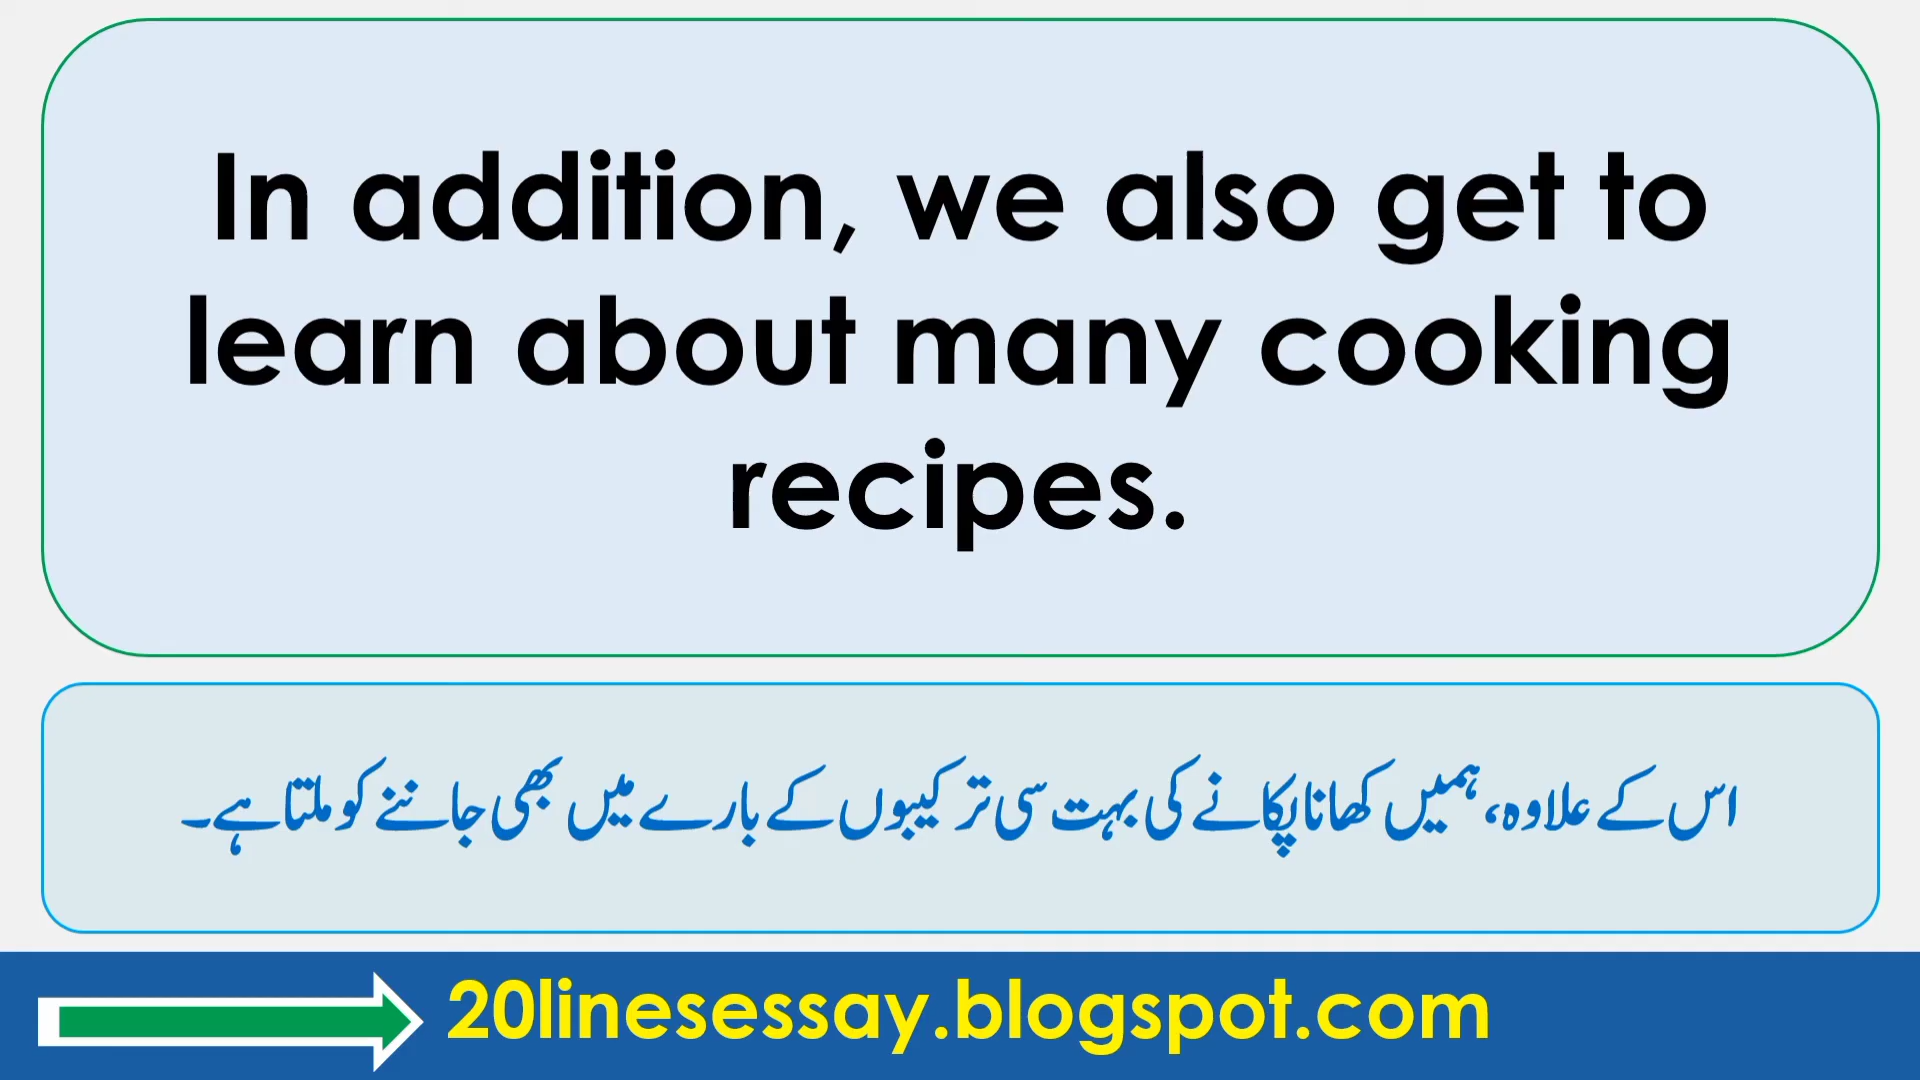 In addition, we also get to
learn about many cooking
recipes.
اس کے علاوہ، ہمیں کھانا پکانے کی بہت سی ترکیبوں کے بارے میں بھی جاننے کو ملتا ہے۔
20linesessay.blogspot.com